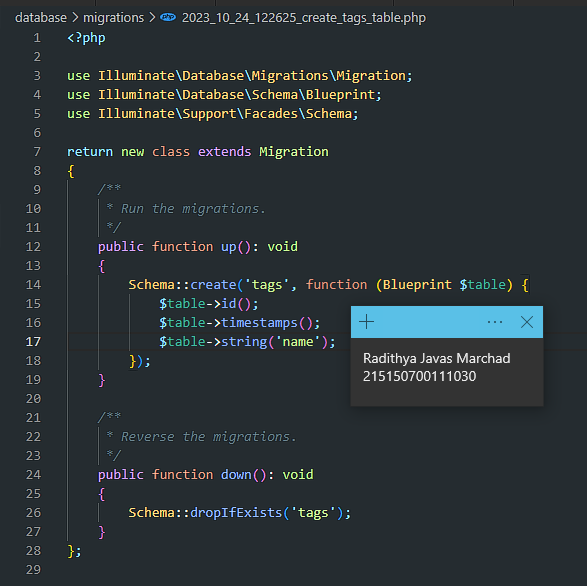 database > migrations > php 2023_10_24_122625_create_tags_table.php
1 <?php
2
3 use Illuminate\Database\Migrations\Migration;
4 use Illuminate\Database\Schema\Blueprint;
5 use Illuminate\Support\Facades\Schema;
6
7 return new class extends Migration
8 {
9     /**
10      * Run the migrations.
11      */
12     public function up(): void
13     {
14         Schema::create('tags', function (Blueprint $table) {
15             $table->id();
16             $table->timestamps();
17             $table->string('name');
18         });
19     }
20
21     /**
22      * Reverse the migrations.
23      */
24     public function down(): void
25     {
26         Schema::dropIfExists('tags');
27     }
28 };
29
Radithya Javas Marchad
215150700111030